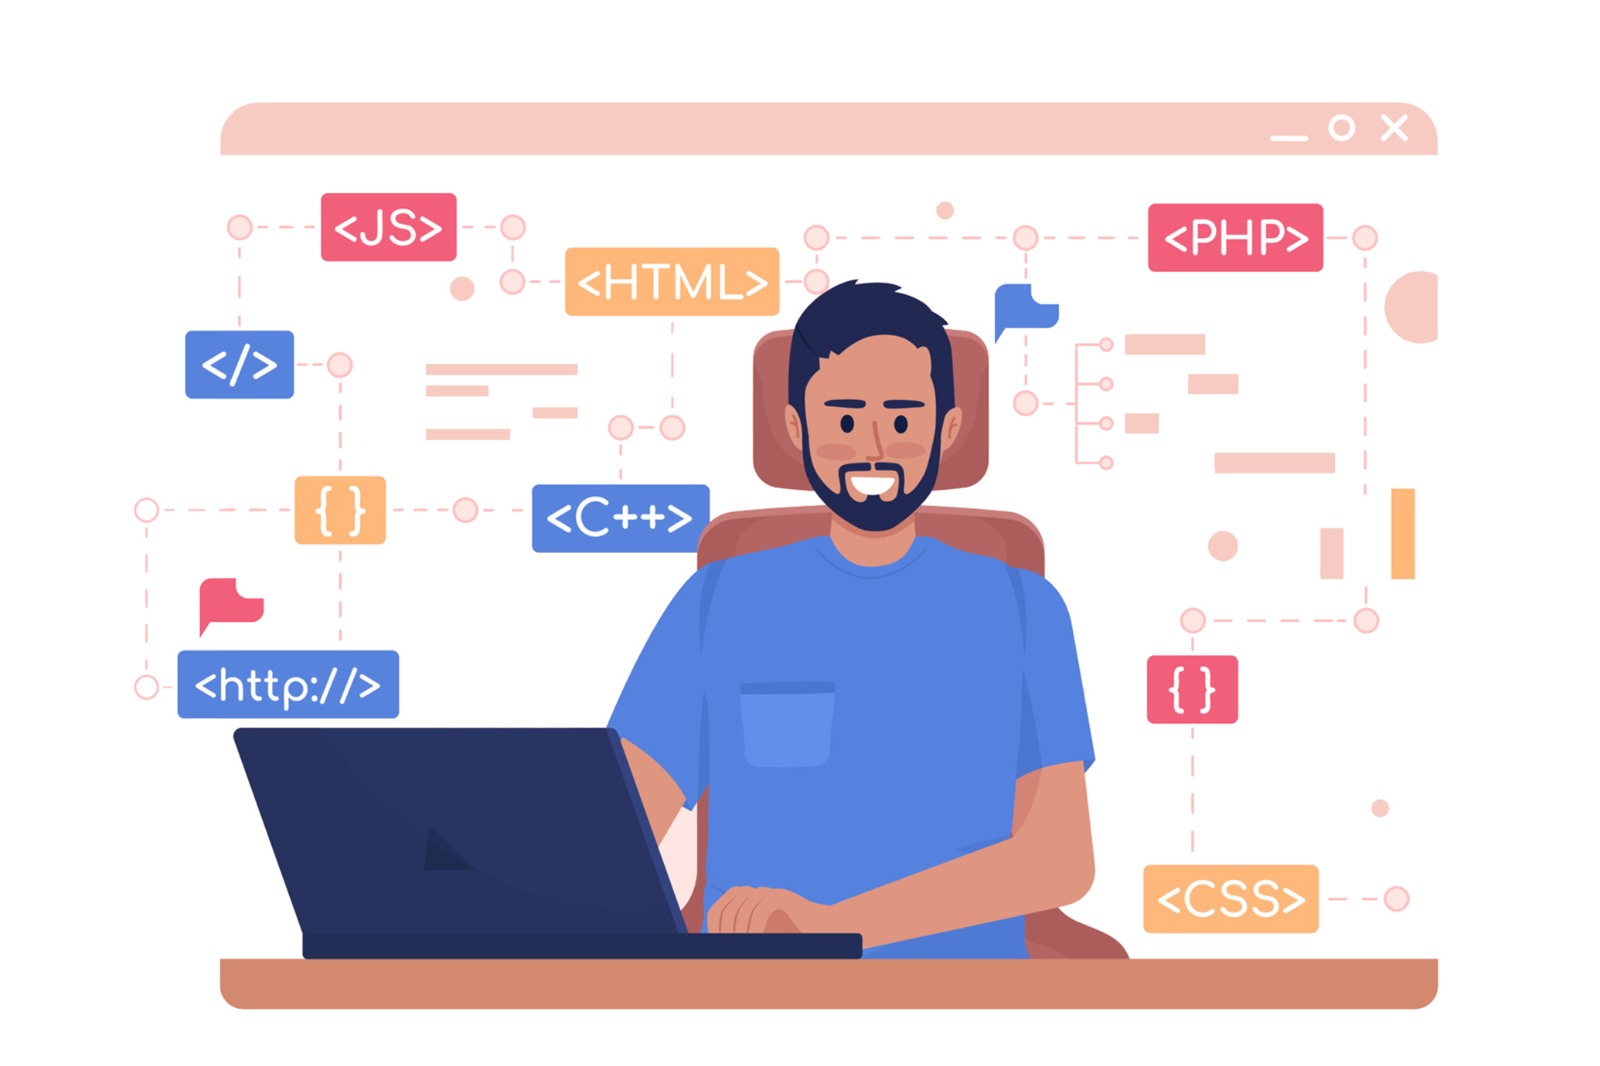 <JS>
<PHP>
<HTML>
</>
{}
<C++>
<http://>
{}
<CSS>